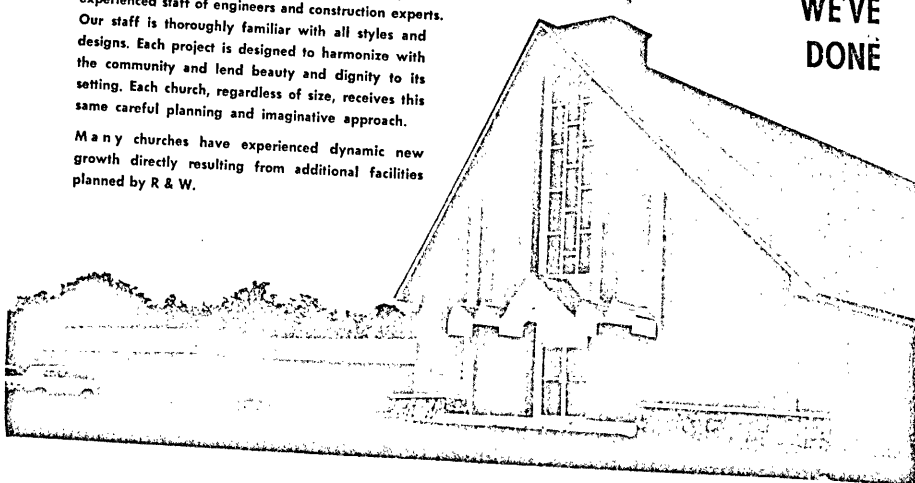 experienced staff of engineers and construction experts.
Our staff is thoroughly familiar with all styles and
designs. Each project is designed to harmonize with
the community and lend beauty and dignity to its
setting. Each church, regardless of size, receives this
same careful planning and imaginative approach.
Many churches have experienced dynamic new
growth directly resulting from additional facilities
planned by R & W.
WE'VE
DONE